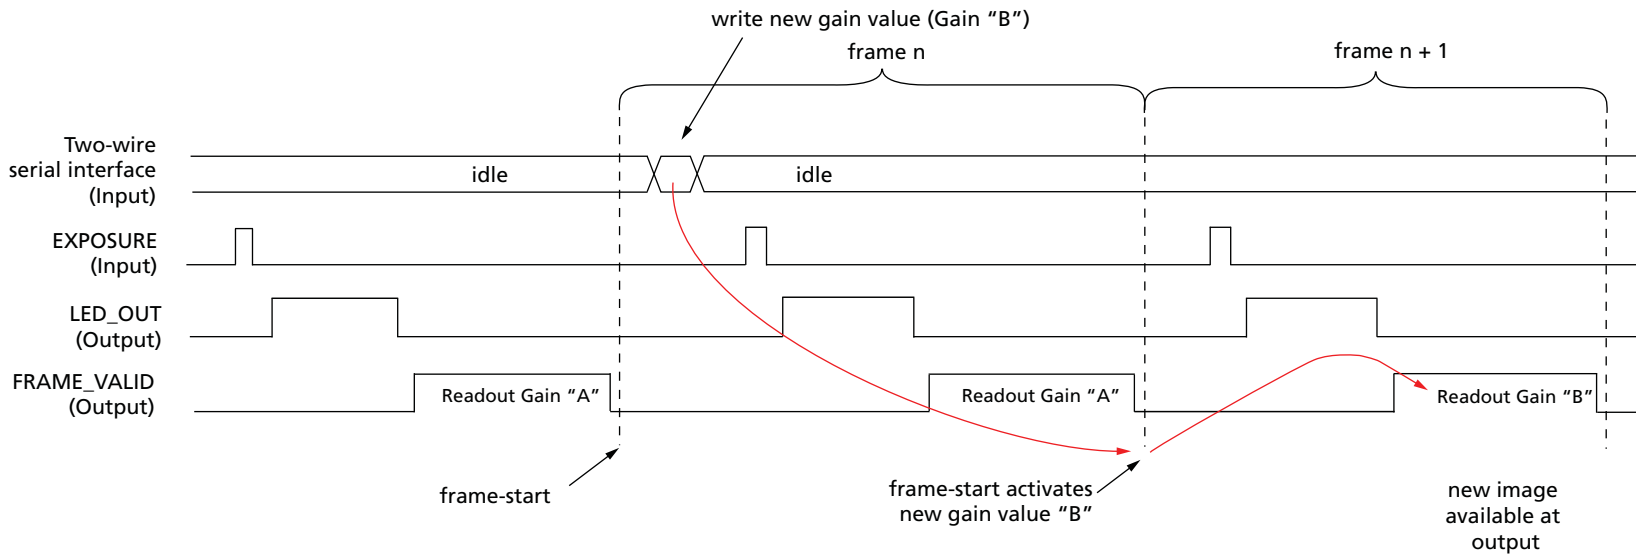 write new gain value (Gain “B”)
frame n
frame n + 1
Two-wire
serial interface
(Input)
idle
idle
EXPOSURE
(Input)
LED_OUT
(Output)
FRAME_VALID
(Output)
Readout Gain “A”
Readout Gain “A”
Readout Gain “B”
frame-start
frame-start activates
new gain value “B”
new image
available at
output